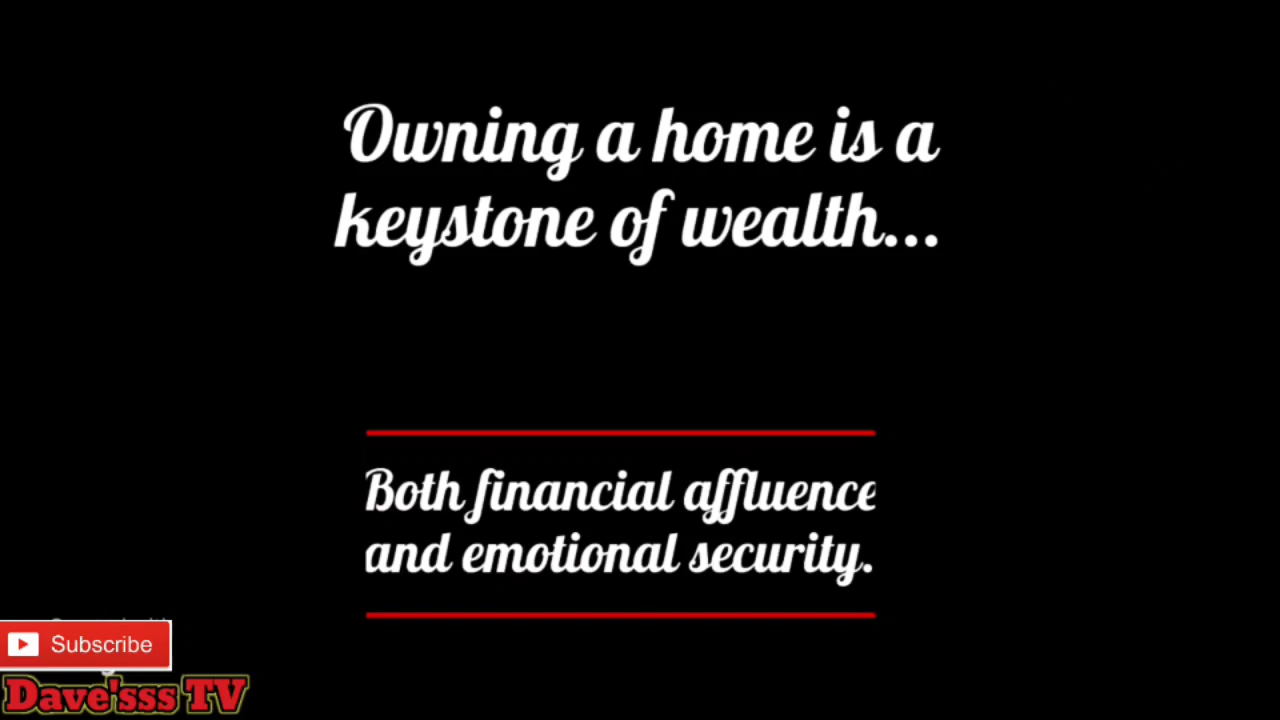 Owning a home is a
keystone of wealth...
Both financial affluence
and emotional security.
Subscribe
Dave'sss TV